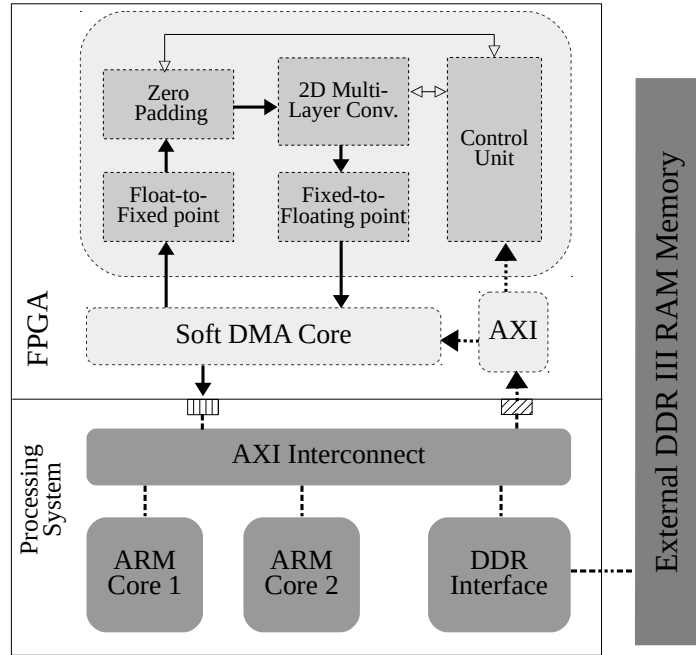 Zero
Padding
2D Multi-
Layer Conv.
Control
Unit
Float-to-
Fixed point
Fixed-to-
Floating point
FPGA
Soft DMA Core
AXI
External DDR III RAM Memory
Processing
System
AXI Interconnect
ARM
Core 1
ARM
Core 2
DDR
Interface